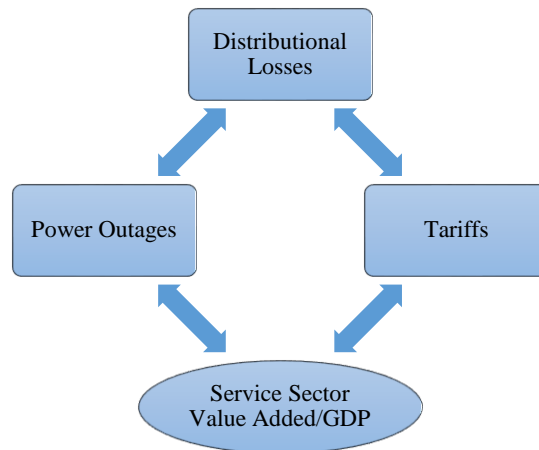 Distributional
Losses
Power Outages
Tariffs
Service Sector
Value Added/GDP